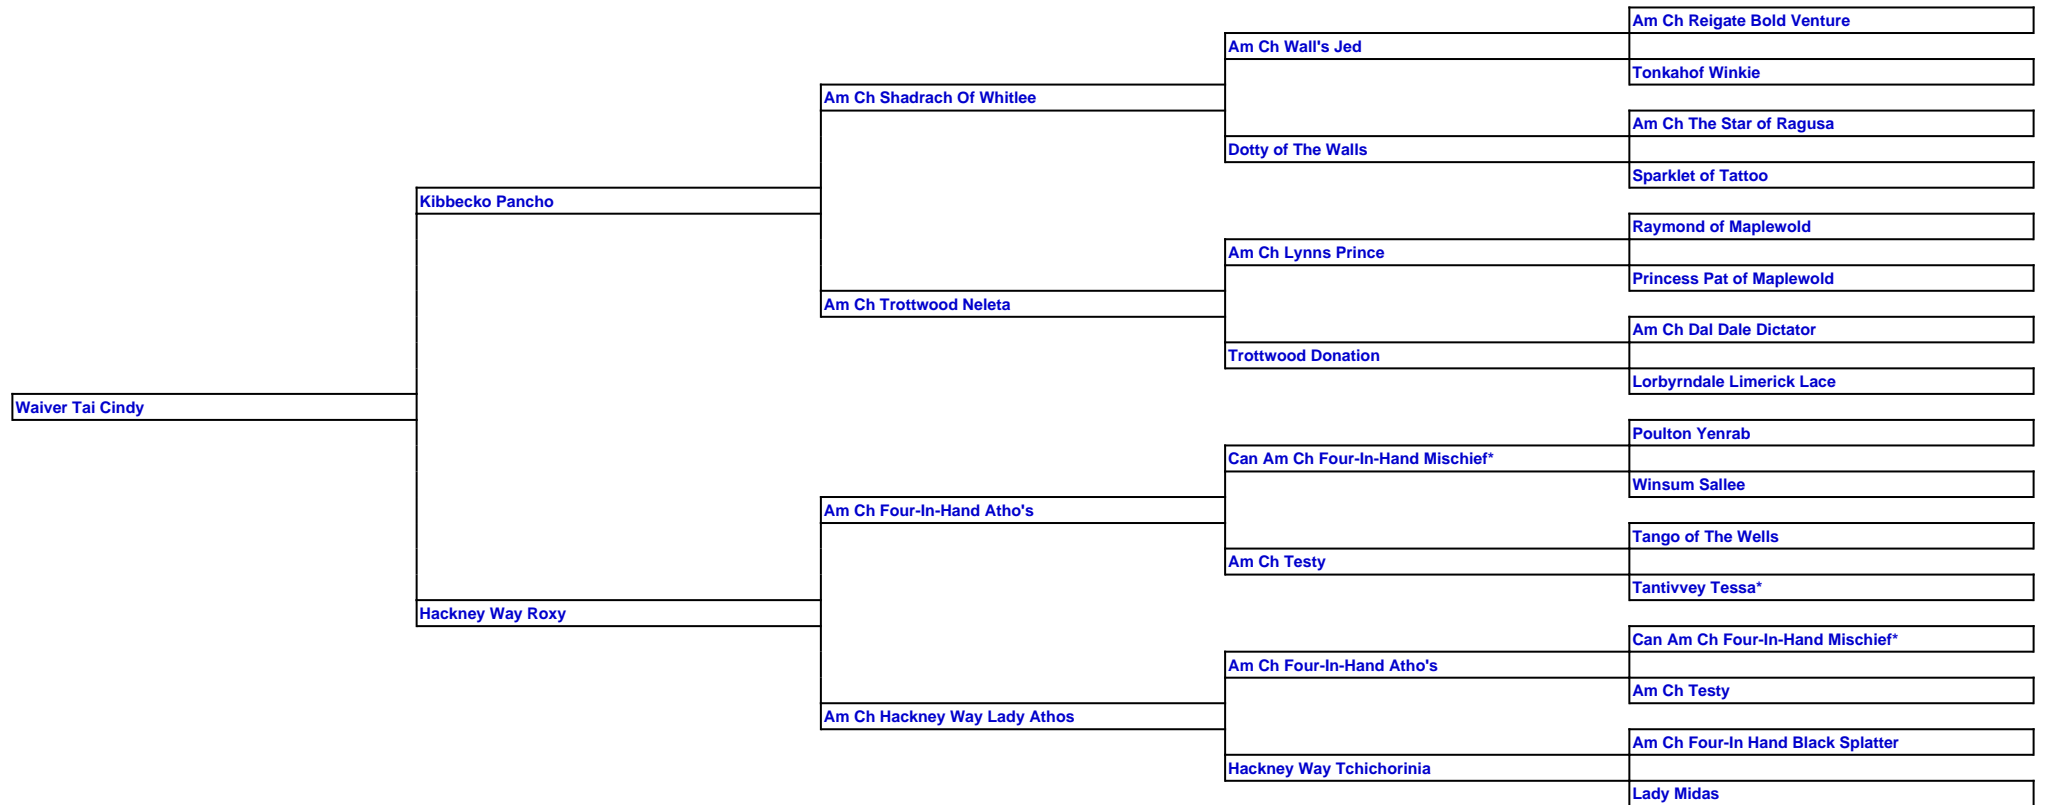 Am Ch Reigate Bold Venture
Am Ch Wall's Jed
Tonkahof Winkie
Am Ch Shadrach Of Whitlee
Am Ch The Star of Ragusa
Dotty of The Walls
Sparklet of Tattoo
Kibbecko Pancho
Raymond of Maplewold
Am Ch Lynns Prince
Princess Pat of Maplewold
Am Ch Trottwood Neleta
Am Ch Dal Dale Dictator
Trottwood Donation
Lorbyrndale Limerick Lace
Waiver Tai Cindy
Poulton Yenrab
Can Am Ch Four-In-Hand Mischief*
Winsum Sallee
Am Ch Four-In-Hand Atho's
Tango of The Wells
Am Ch Testy
Tantivvey Tessa*
Hackney Way Roxy
Can Am Ch Four-In-Hand Mischief*
Am Ch Four-In-Hand Atho's
Am Ch Testy
Am Ch Hackney Way Lady Athos
Am Ch Four-In Hand Black Splatter
Hackney Way Tchichorinia
Lady Midas